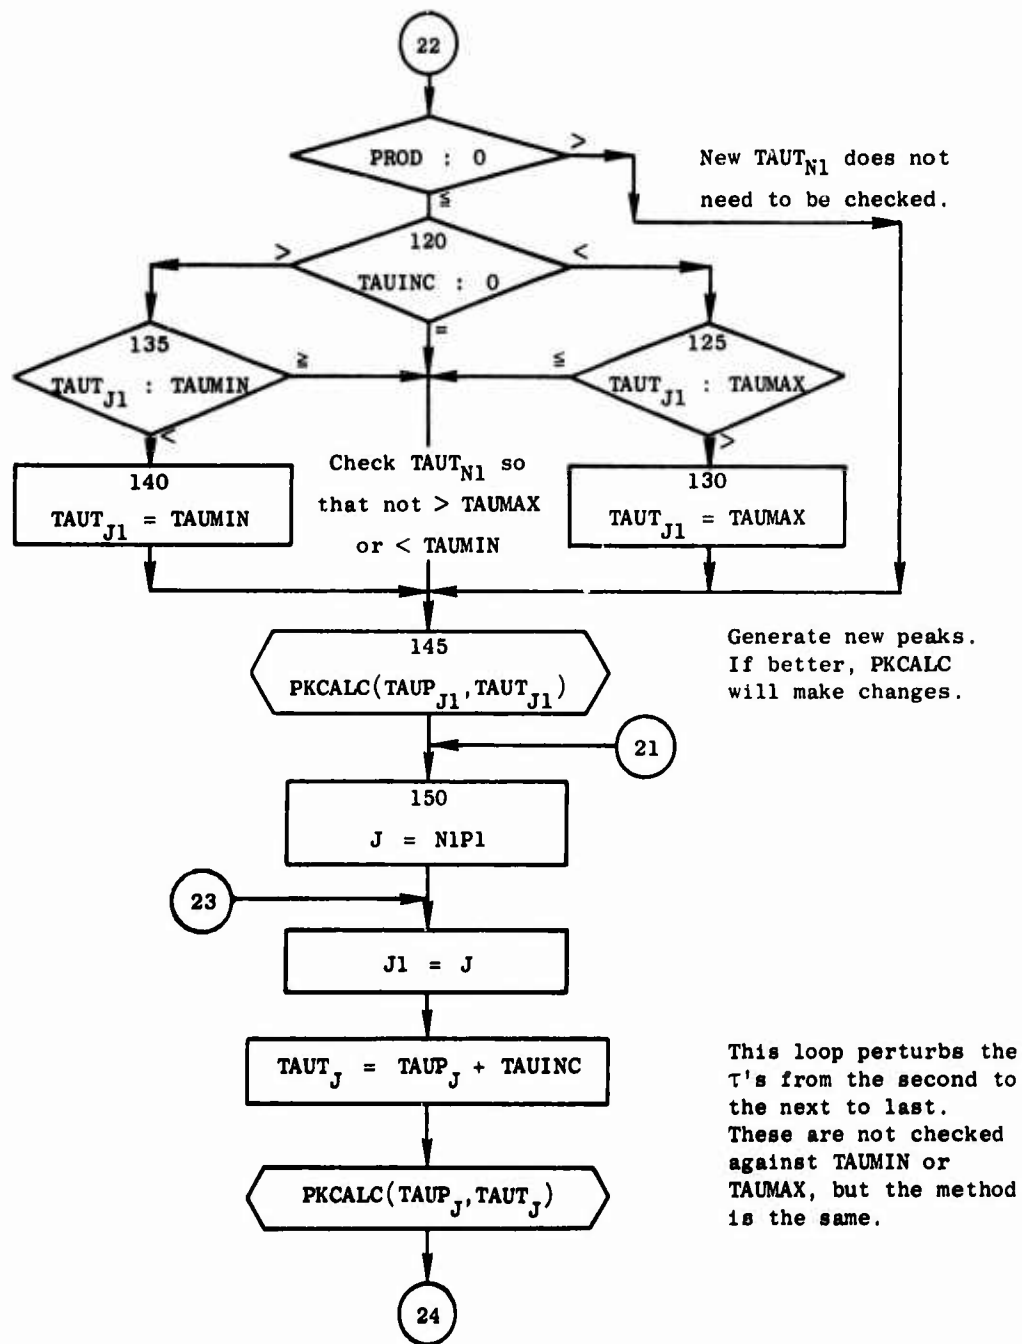 22
PROD : 0
>
New TAUT_N1 does not
need to be checked.
≤
120
TAUINC : 0
>
<
=
135
TAUT_J1 : TAUMIN
≥
<
125
TAUT_J1 : TAUMAX
≤
>
140
TAUT_J1 = TAUMIN
Check TAUT_N1 so
that not > TAUMAX
or < TAUMIN
130
TAUT_J1 = TAUMAX
145
PKCALC(TAUP_J1,TAUT_J1)
Generate new peaks.
If better, PKCALC
will make changes.
21
150
J = N1P1
23
J1 = J
TAUT_J = TAUP_J + TAUINC
This loop perturbs the
τ's from the second to
the next to last.
These are not checked
against TAUMIN or
TAUMAX, but the method
is the same.
PKCALC(TAUP_J,TAUT_J)
24